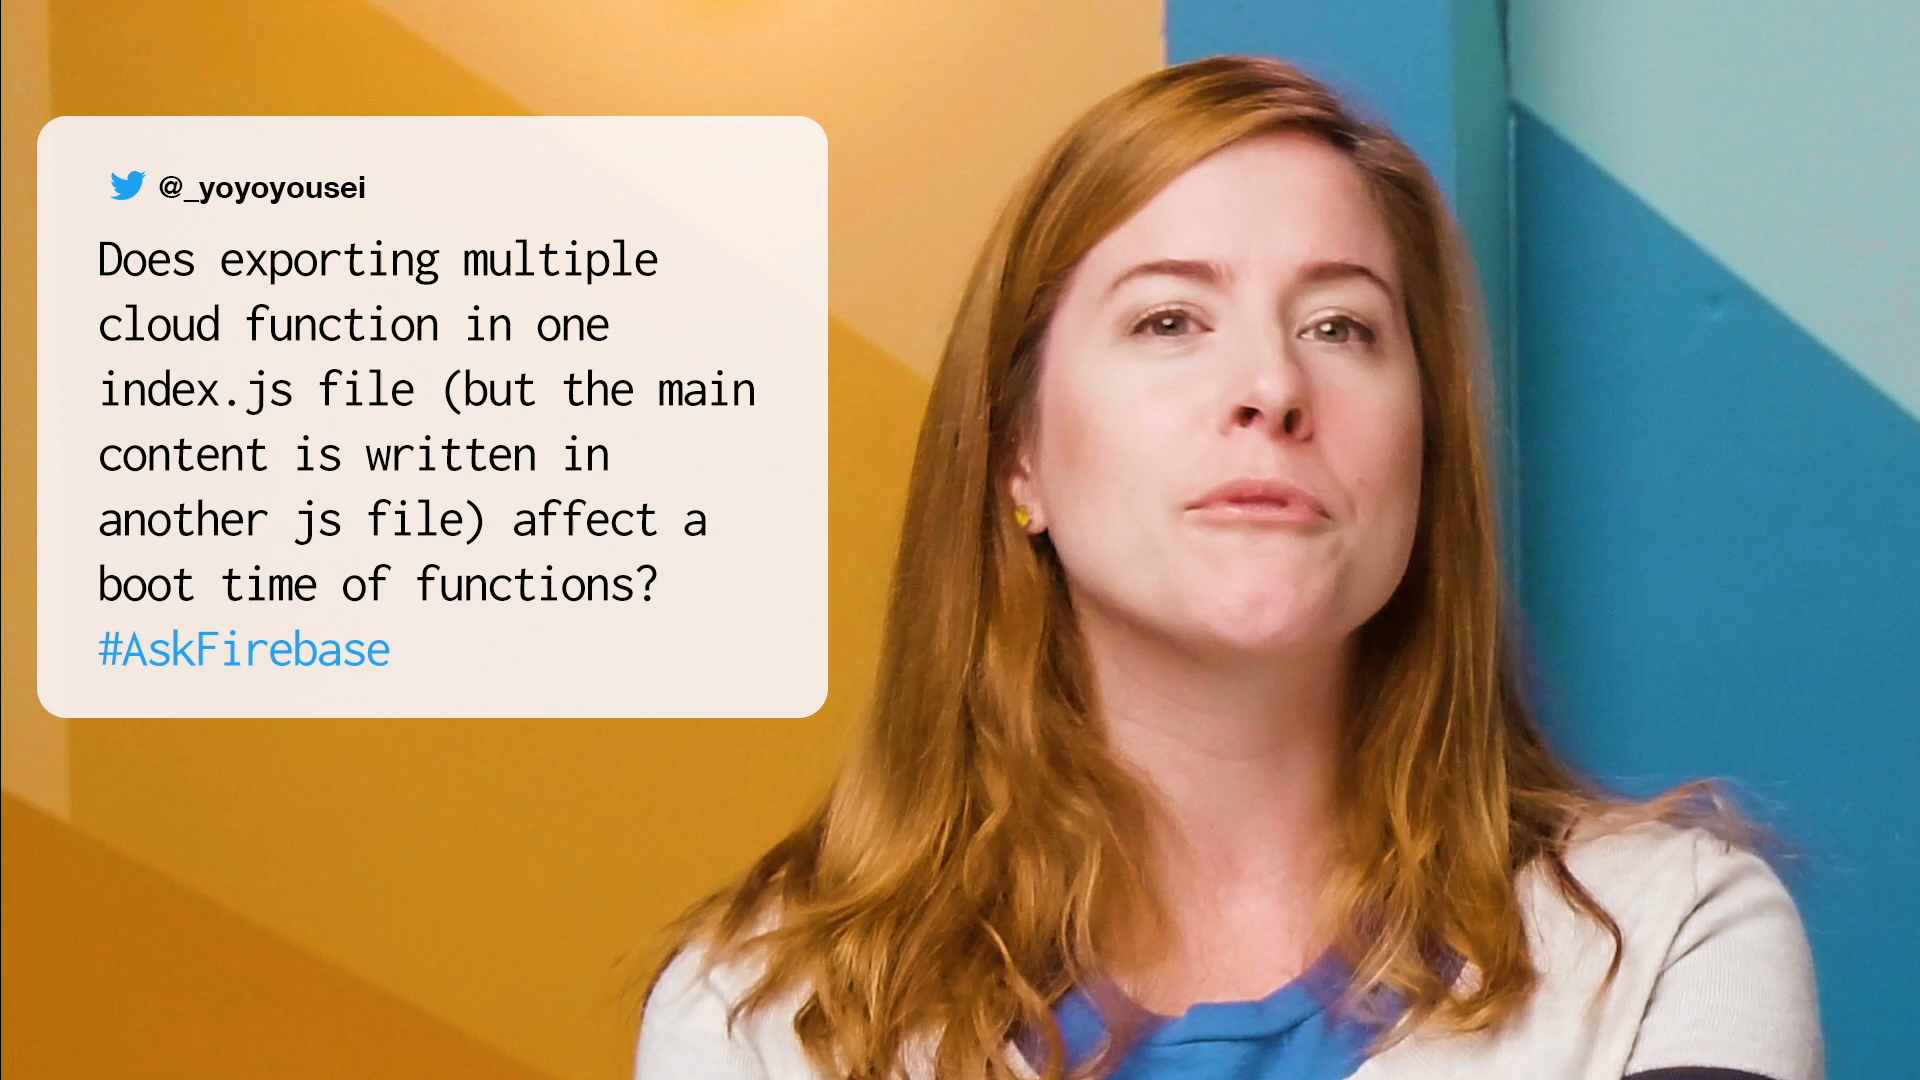 @_yoyoyousei
Does exporting multiple
cloud function in one
index.js file (but the main
content is written in
another js file) affect a
boot time of functions?
#AskFirebase